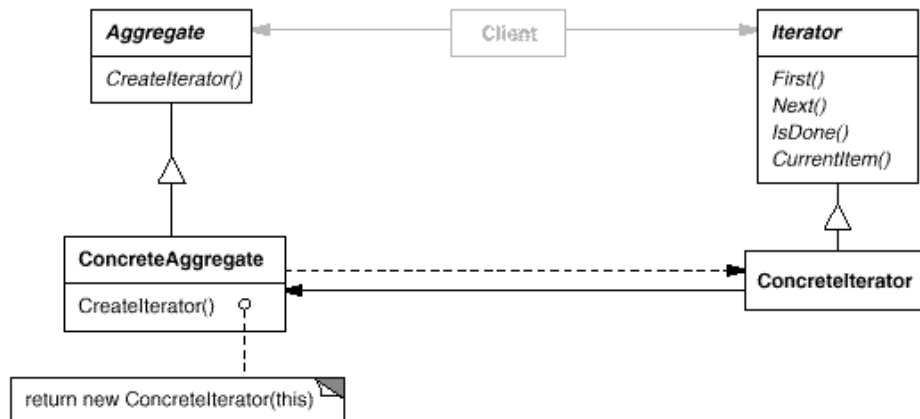 Aggregate
CreateIterator()
Client
Iterator
First()
Next()
IsDone()
CurrentItem()
ConcreteAggregate
CreateIterator()
ConcreteIterator
return new ConcreteIterator(this)